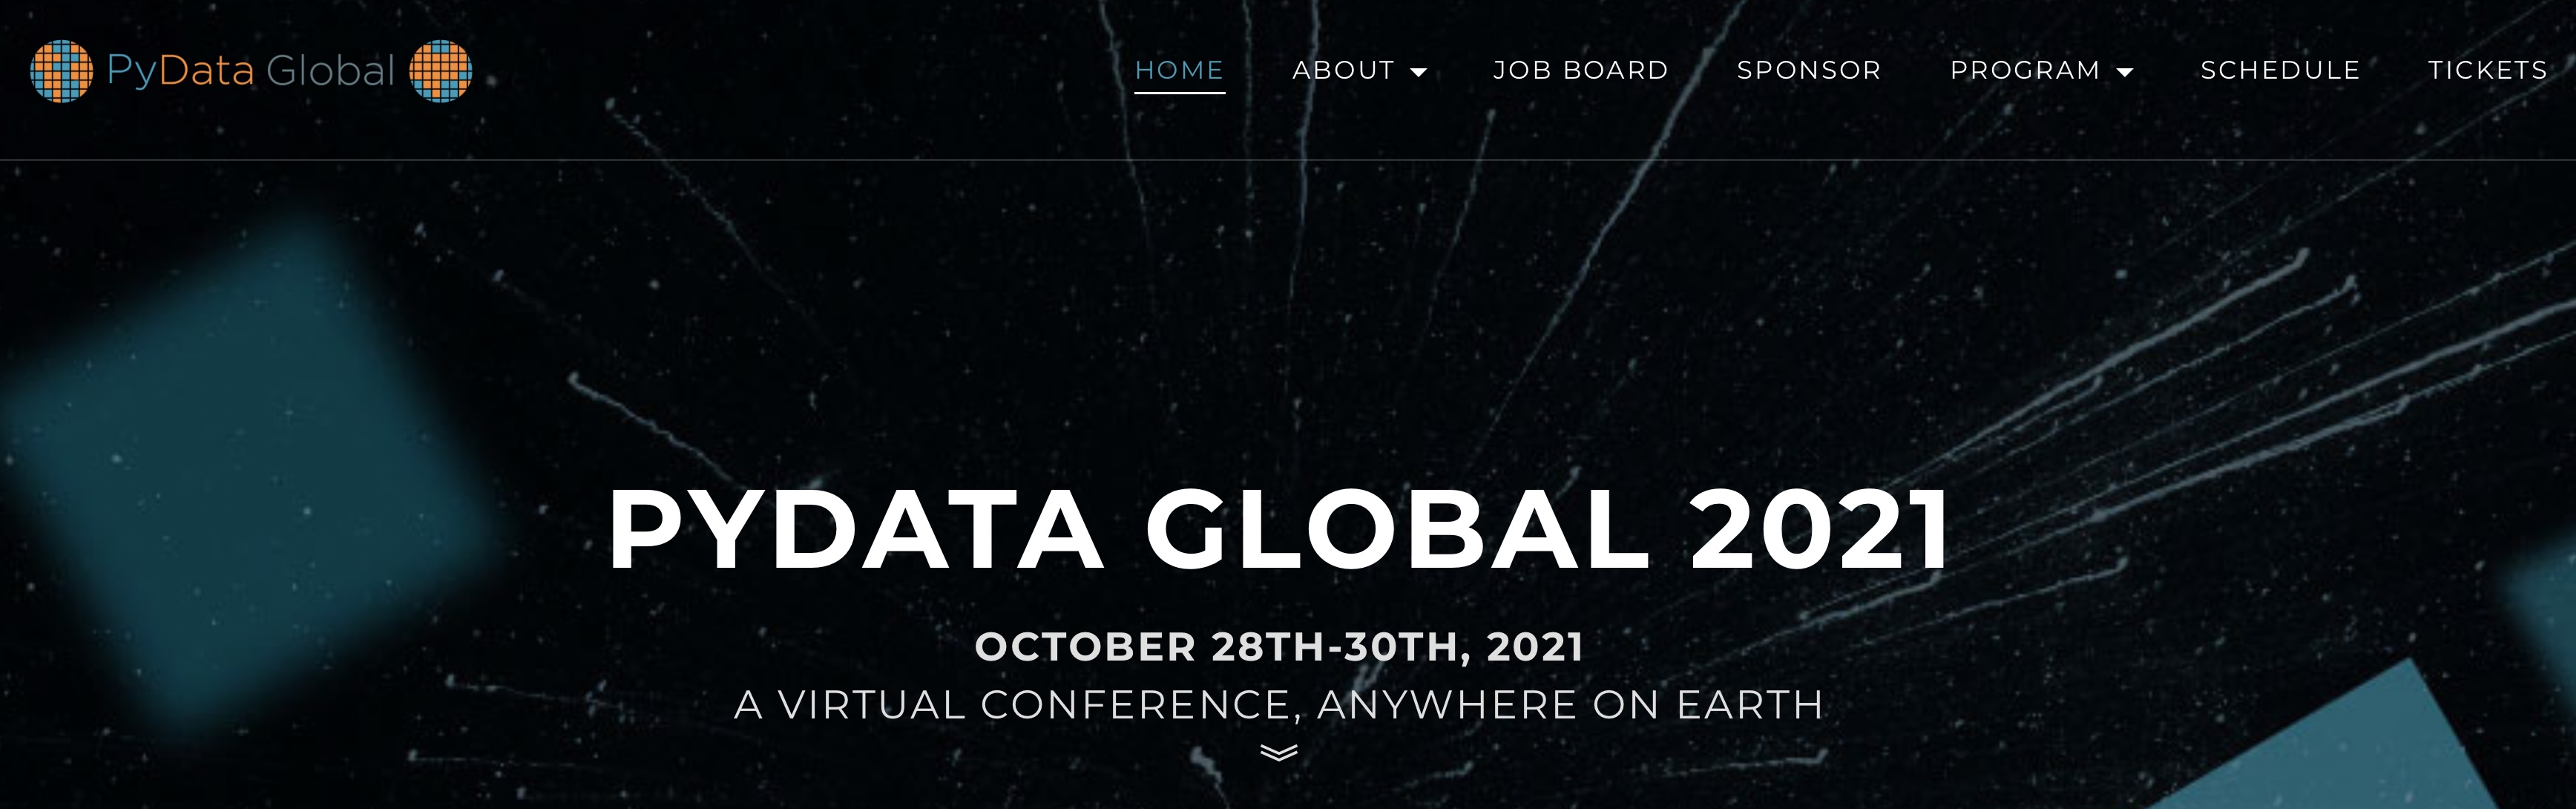 PyData Global
HOME ABOUT JOB BOARD SPONSOR PROGRAM SCHEDULE TICKETS
PYDATA GLOBAL 2021
OCTOBER 28TH-30TH, 2021
A VIRTUAL CONFERENCE, ANYWHERE ON EARTH